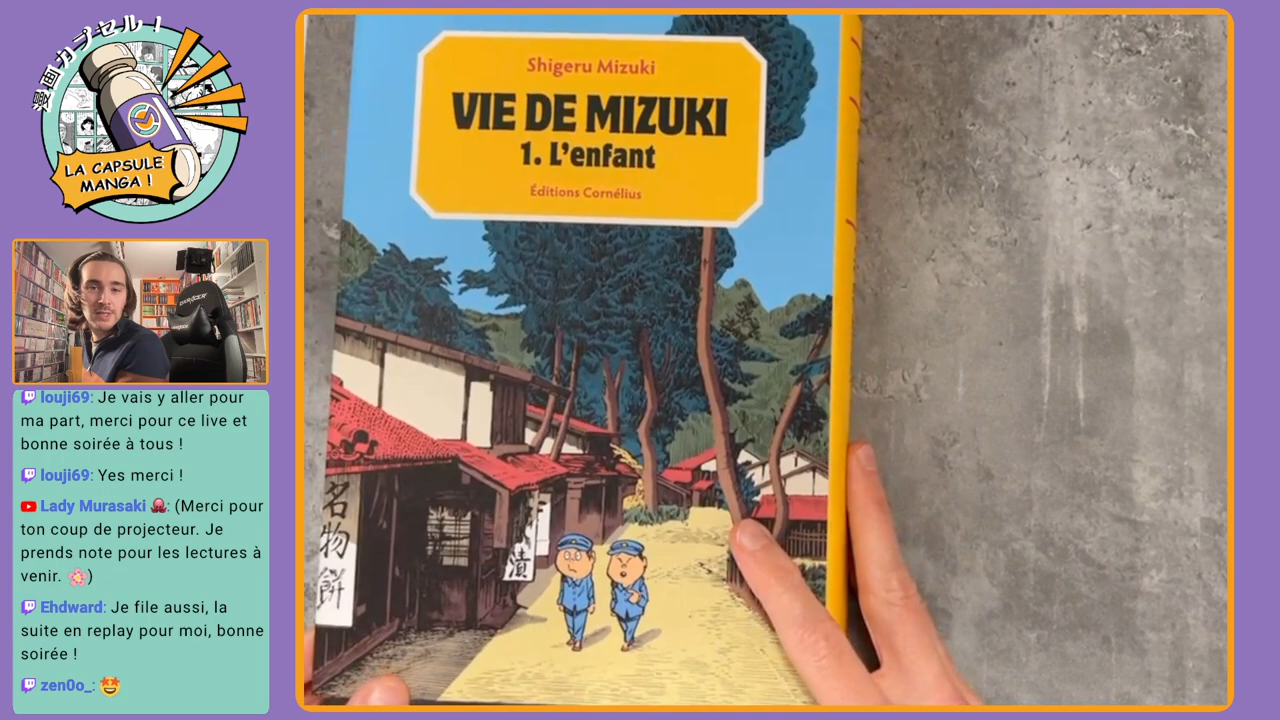 漫画カプセル!
LA CAPSULE
MANGA !
louji69: Je vais y aller pour
ma part, merci pour ce live et
bonne soirée à tous !
louji69: Yes merci !
Lady Murasaki 🐙: (Merci pour
ton coup de projecteur. Je
prends note pour les lectures à
venir. 🌸)
Ehdward: Je file aussi, la
suite en replay pour moi, bonne
soirée !
zen0o_: 🤩
Shigeru Mizuki
VIE DE MIZUKI
1. L'enfant
Éditions Cornélius
名物
餅
漬